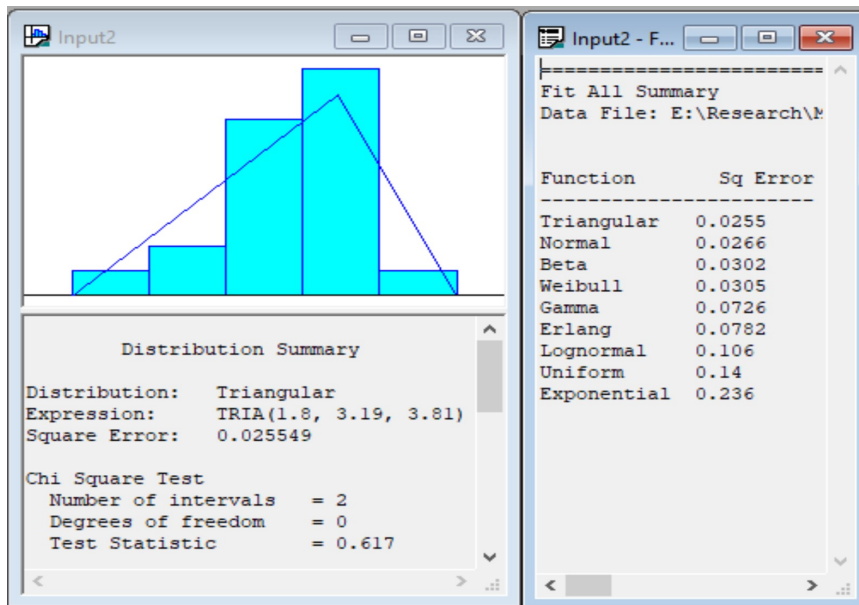 Input2
Distribution Summary
Distribution: Triangular
Expression: TRIA(1.8, 3.19, 3.81)
Square Error: 0.025549
Chi Square Test
Number of intervals = 2
Degrees of freedom = 0
Test Statistic = 0.617
Input2 - F...
========================
Fit All Summary
Data File: E:\Research\M
Function Sq Error
-----------------------
Triangular 0.0255
Normal 0.0266
Beta 0.0302
Weibull 0.0305
Gamma 0.0726
Erlang 0.0782
Lognormal 0.106
Uniform 0.14
Exponential 0.236